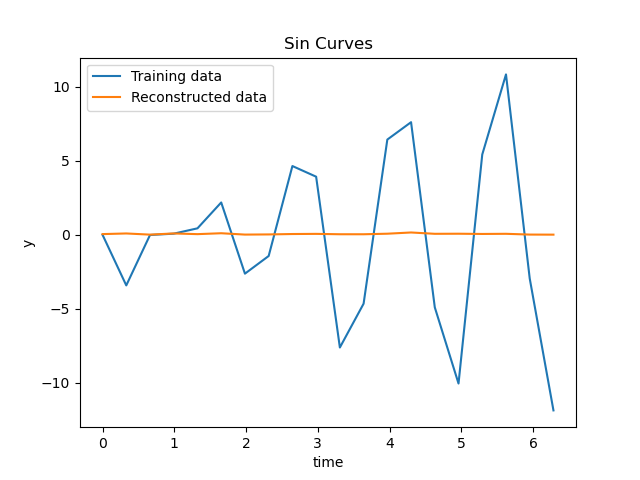 Sin Curves
Training data
Reconstructed data
10
5
0
−5
−10
y
0 1 2 3 4 5 6
time